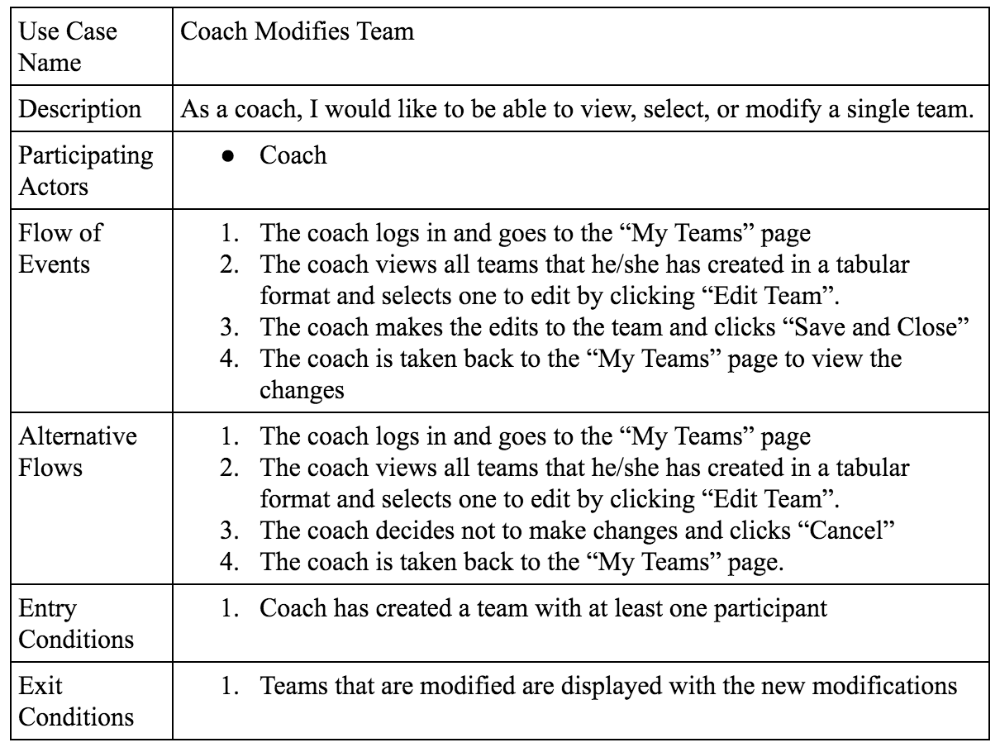 Use Case
Name
Coach Modifies Team
Description
As a coach, I would like to be able to view, select, or modify a single team.
Participating
Actors
● Coach
Flow of
Events
1. The coach logs in and goes to the “My Teams” page
2. The coach views all teams that he/she has created in a tabular
format and selects one to edit by clicking “Edit Team”.
3. The coach makes the edits to the team and clicks “Save and Close”
4. The coach is taken back to the “My Teams” page to view the
changes
Alternative
Flows
1. The coach logs in and goes to the “My Teams” page
2. The coach views all teams that he/she has created in a tabular
format and selects one to edit by clicking “Edit Team”.
3. The coach decides not to make changes and clicks “Cancel”
4. The coach is taken back to the “My Teams” page.
Entry
Conditions
1. Coach has created a team with at least one participant
Exit
Conditions
1. Teams that are modified are displayed with the new modifications